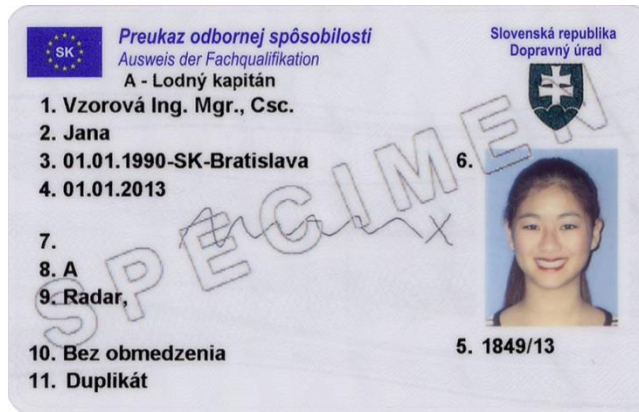 SK
Preukaz odbornej spôsobilosti
Ausweis der Fachqualifikation
A - Lodný kapitán
Slovenská republika
Dopravný úrad
1. Vzorová Ing. Mgr., Csc.
2. Jana
3. 01.01.1990-SK-Bratislava
4. 01.01.2013
6.
7.
8. A
9. Radar,
5. 1849/13
10. Bez obmedzenia
11. Duplikát
SPECIMEN